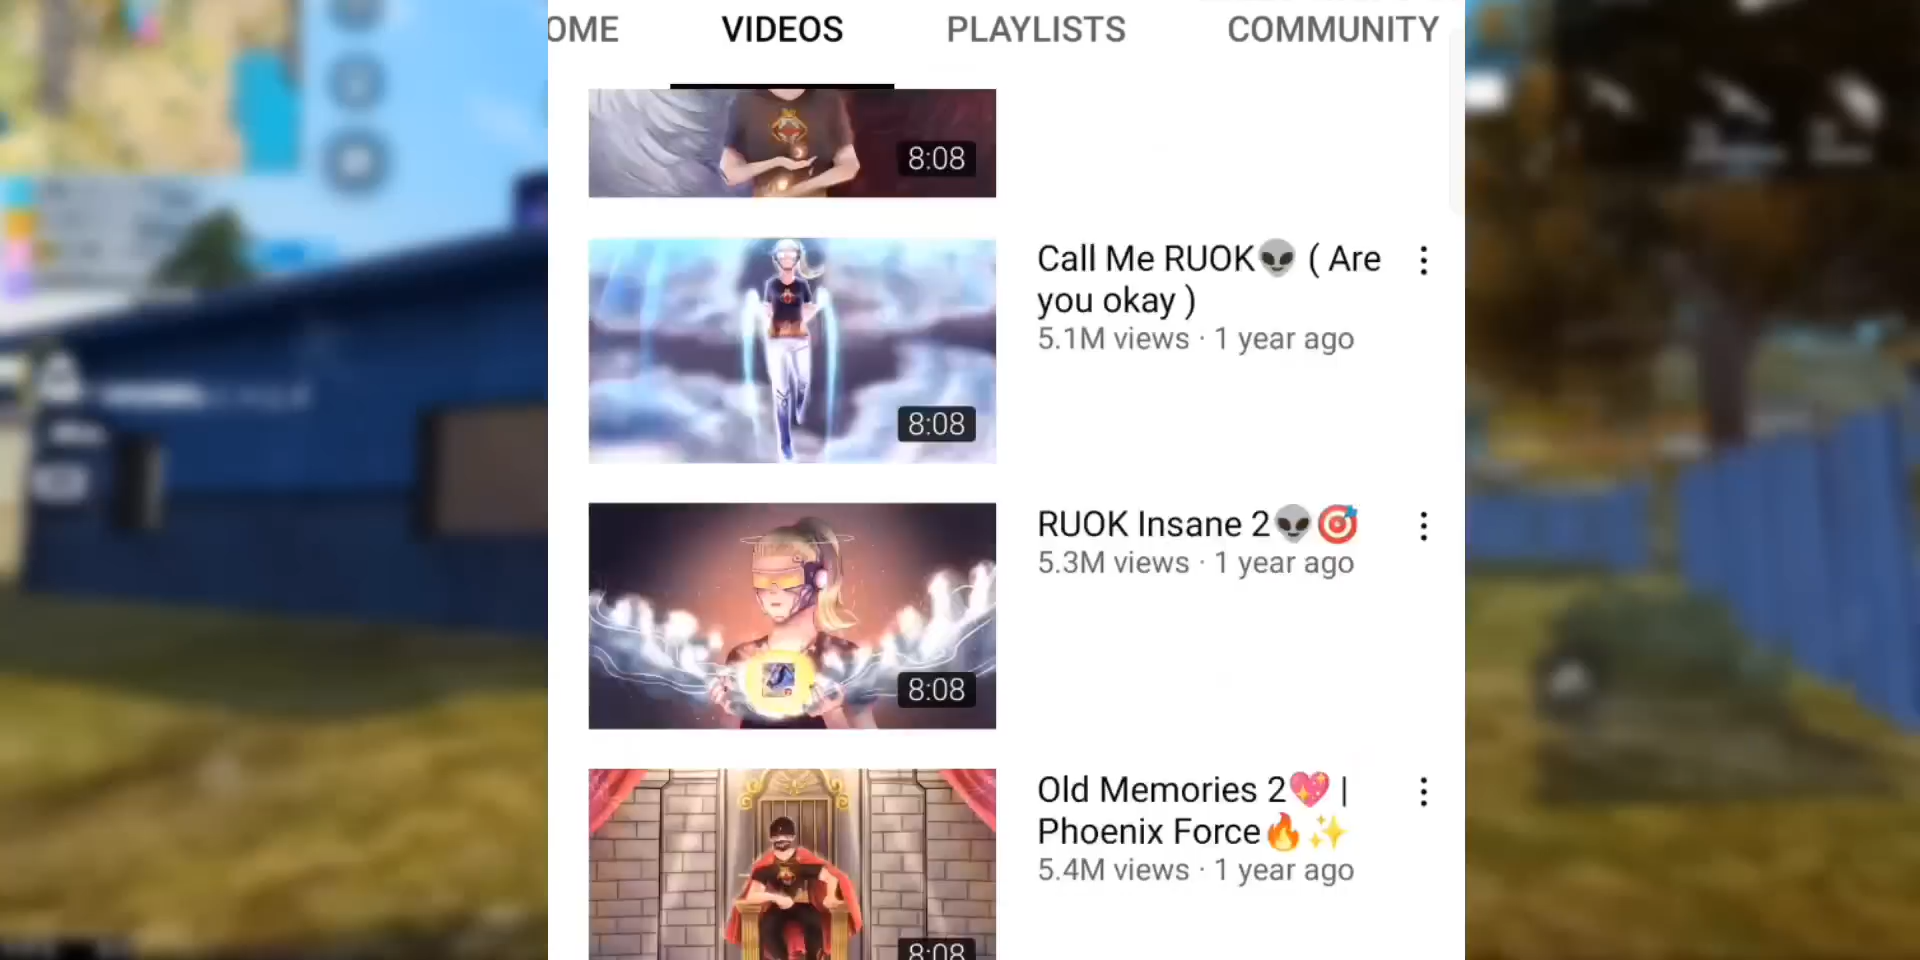 OME VIDEOS PLAYLISTS COMMUNITY
8:08
Call Me RUOK👽 ( Are
you okay )
5.1M views · 1 year ago
8:08
RUOK Insane 2👽🎯
5.3M views · 1 year ago
8:08
Old Memories 2💖 |
Phoenix Force🔥✨
5.4M views · 1 year ago
8:08